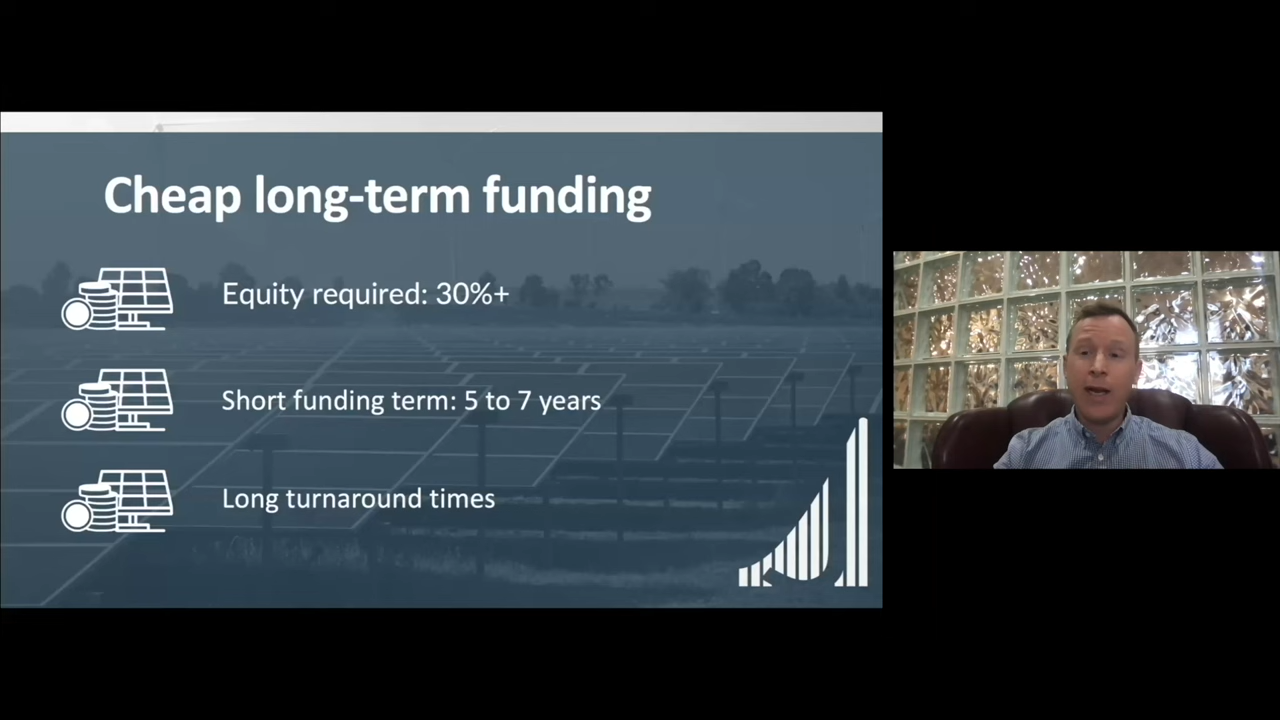 Cheap long-term funding
Equity required: 30%+
Short funding term: 5 to 7 years
Long turnaround times